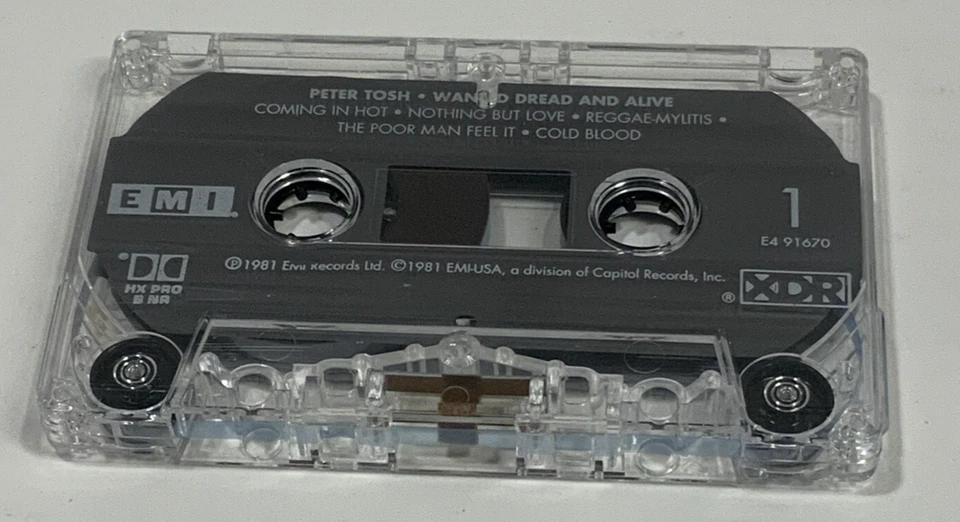 PETER TOSH • WANTED DREAD AND ALIVE
COMING IN HOT • NOTHING BUT LOVE • REGGAE-MYLITIS •
THE POOR MAN FEEL IT • COLD BLOOD
EMI®
1
E4 91670
DD
HX PRO
B NR
℗1981 EMI Records Ltd. ©1981 EMI-USA, a division of Capitol Records, Inc.
® XDR